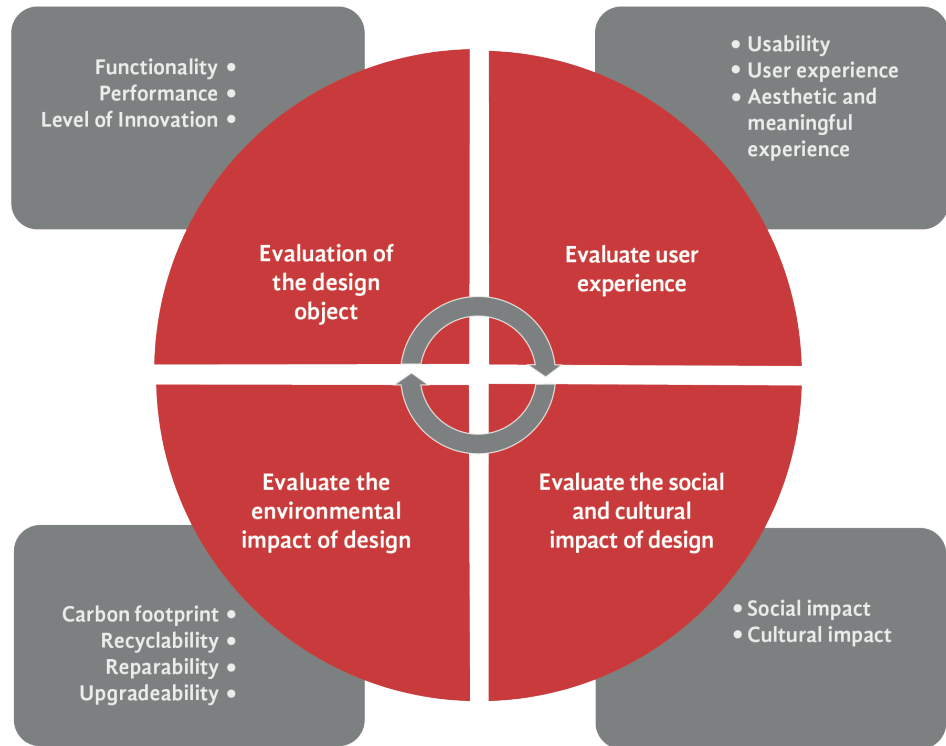 Functionality •
Performance •
Level of Innovation •
• Usability
• User experience
• Aesthetic and
meaningful
experience
Evaluation of
the design
object
Evaluate user
experience
Evaluate the
environmental
impact of design
Evaluate the social
and cultural
impact of design
Carbon footprint •
Recyclability •
Reparability •
Upgradeability •
• Social impact
• Cultural impact